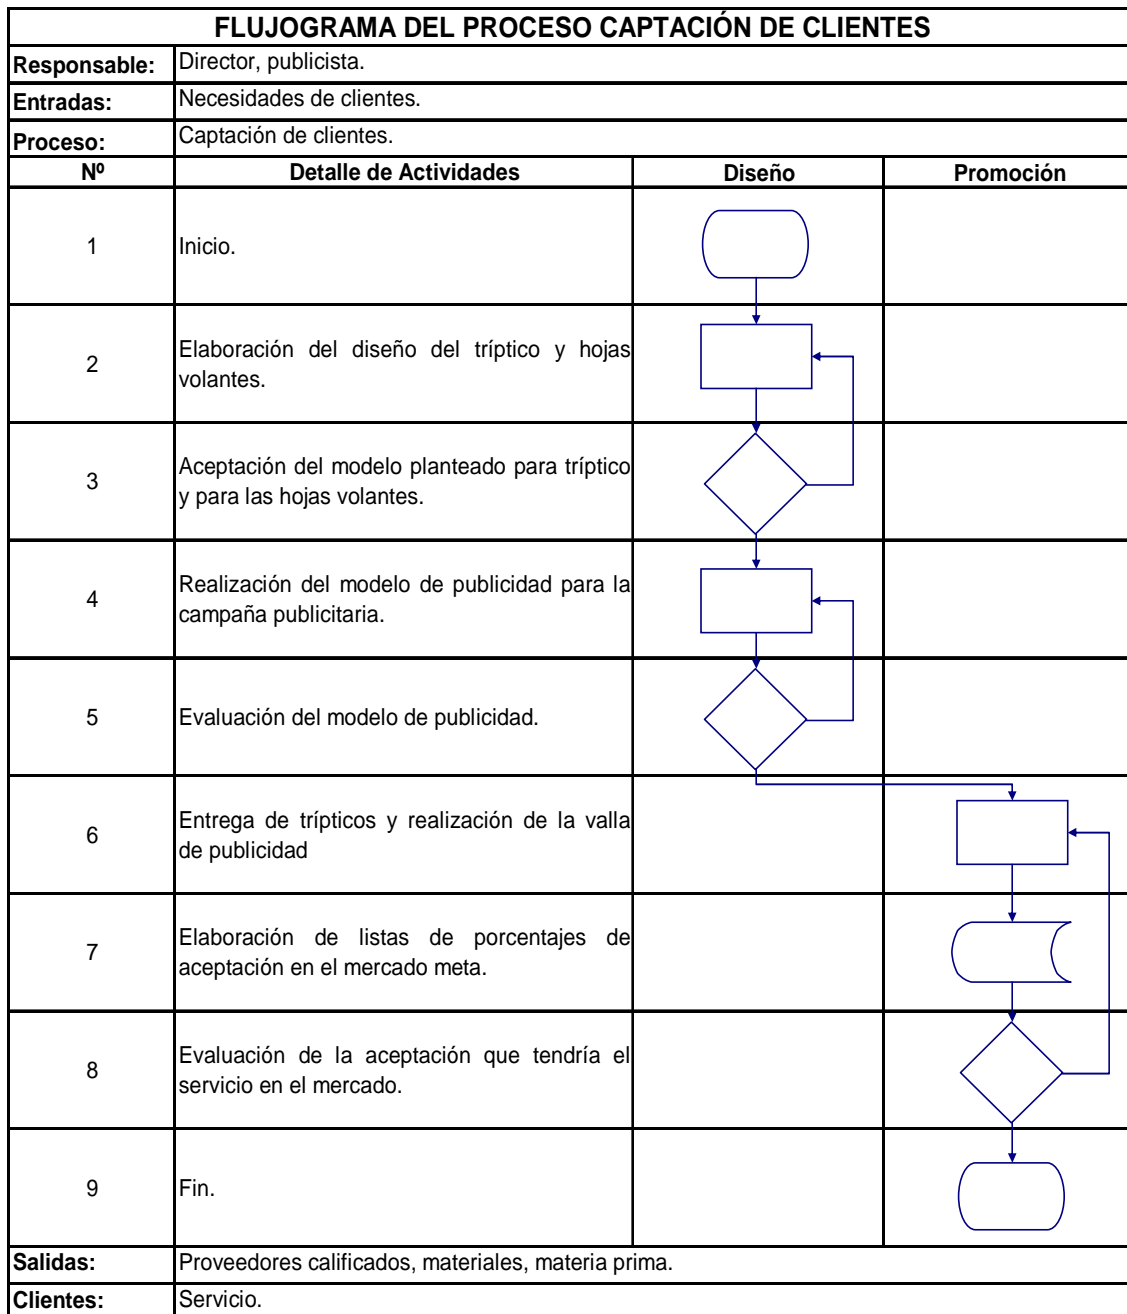 FLUJOGRAMA DEL PROCESO CAPTACIÓN DE CLIENTES
Responsable: Director, publicista.
Entradas: Necesidades de clientes.
Proceso: Captación de clientes.
Nº Detalle de Actividades Diseño Promoción
1 Inicio.
2 Elaboración del diseño del tríptico y hojas
volantes.
3 Aceptación del modelo planteado para tríptico
y para las hojas volantes.
4 Realización del modelo de publicidad para la
campaña publicitaria.
5 Evaluación del modelo de publicidad.
6 Entrega de trípticos y realización de la valla
de publicidad
7 Elaboración de listas de porcentajes de
aceptación en el mercado meta.
8 Evaluación de la aceptación que tendría el
servicio en el mercado.
9 Fin.
Salidas: Proveedores calificados, materiales, materia prima.
Clientes: Servicio.